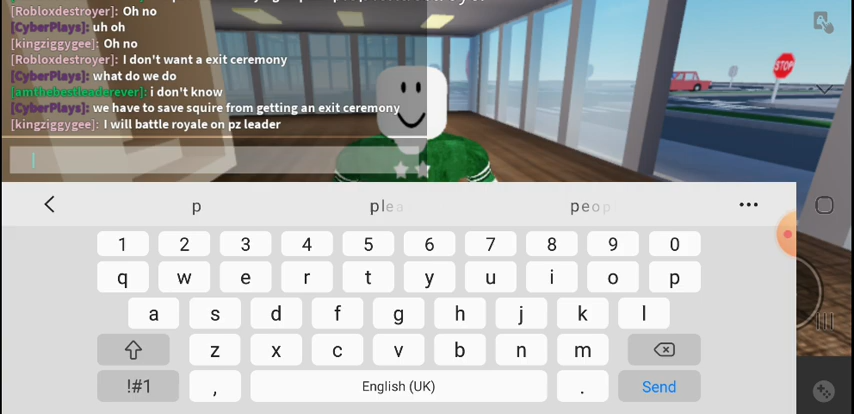 [Robloxdestroyer]: Oh no
[CyberPlays]: uh oh
[kingziggygee]: Oh no
[Robloxdestroyer]: I don't want a exit ceremony
[CyberPlays]: what do we do
[amthebestleaderever]: i don't know
[CyberPlays]: we have to save squire from getting an exit ceremony
[kingziggygee]: I will battle royale on pz leader
STOP
p plea peop
1 2 3 4 5 6 7 8 9 0
q w e r t y u i o p
a s d f g h j k l
z x c v b n m
!#1 , English (UK) . Send